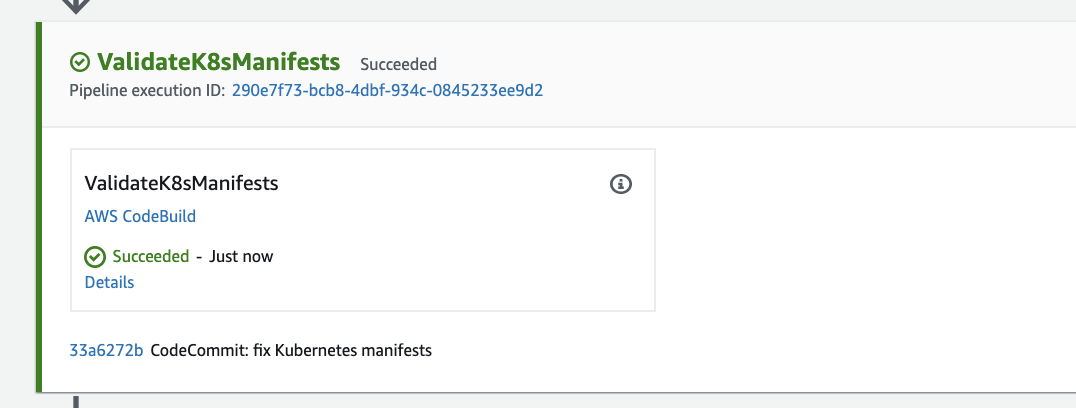 ValidateK8sManifests Succeeded
Pipeline execution ID: 290e7f73-bcb8-4dbf-934c-0845233ee9d2
ValidateK8sManifests
AWS CodeBuild
Succeeded - Just now
Details
33a6272b CodeCommit: fix Kubernetes manifests